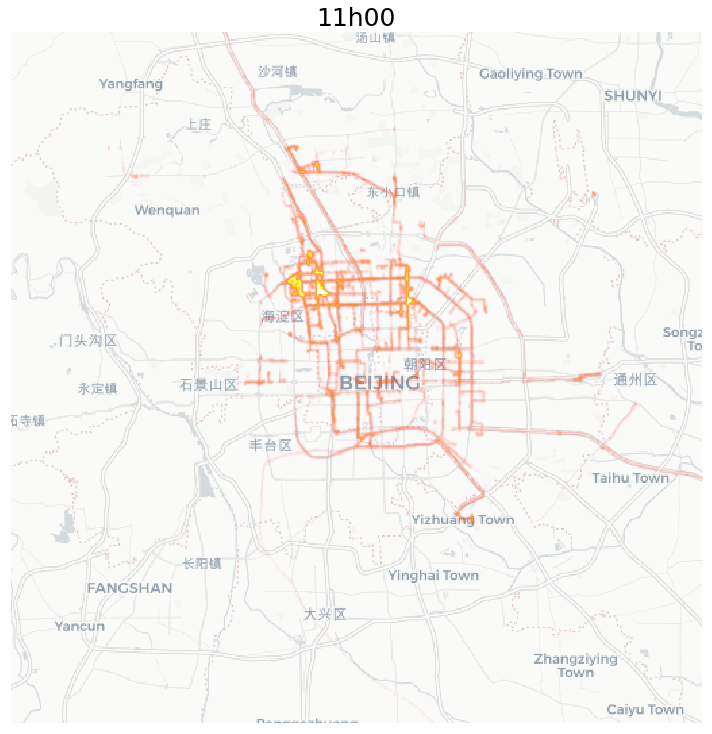 11h00
汤山镇
沙河镇
Gaoliying Town
Yangfang
SHUNYI
上庄
东小口镇
Wenquan
海淀区
门头沟区
Songz
To
朝阳区
石景山区
BEIJING
通州区
永定镇
石寺镇
丰台区
Taihu Town
Yizhuang Town
长阳镇
Yinghai Town
FANGSHAN
大兴区
Yancun
Zhangziying
Town
Caiyu Town